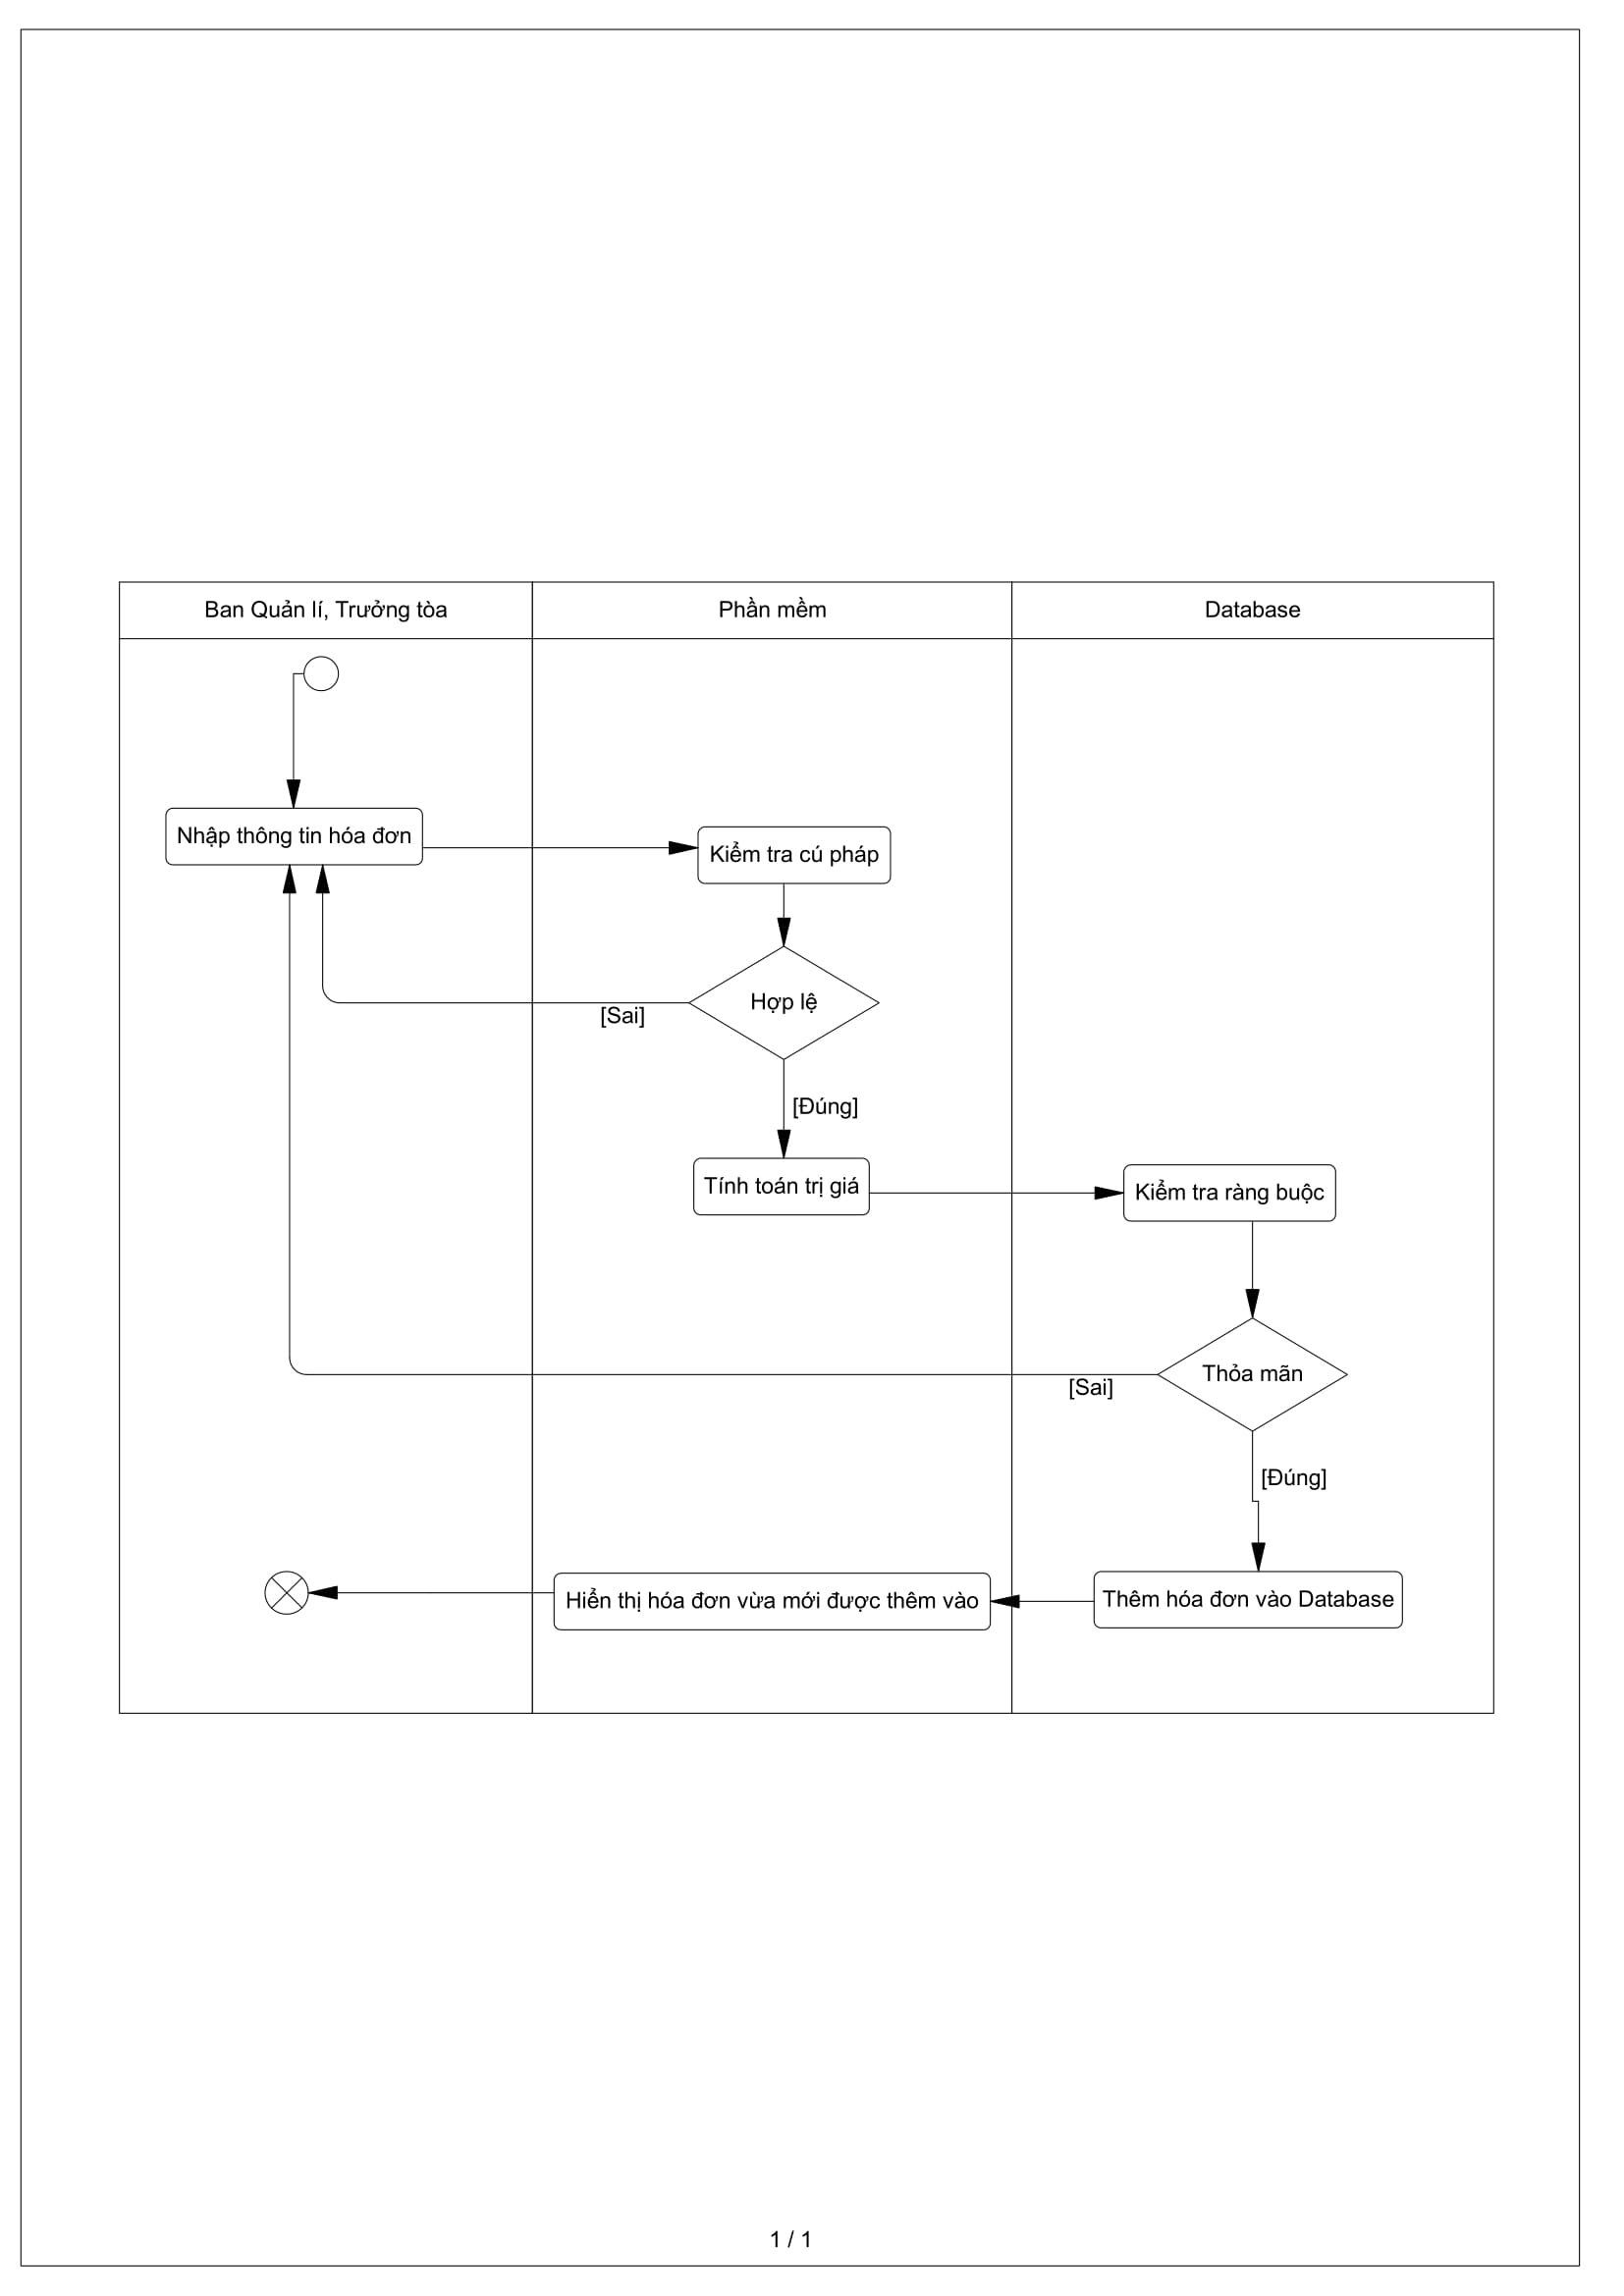 Ban Quản lí, Trưởng tòa
Phần mềm
Database
Nhập thông tin hóa đơn
Kiểm tra cú pháp
Hợp lệ
[Sai]
[Đúng]
Tính toán trị giá
Kiểm tra ràng buộc
Thỏa mãn
[Sai]
[Đúng]
Thêm hóa đơn vào Database
Hiển thị hóa đơn vừa mới được thêm vào
1 / 1